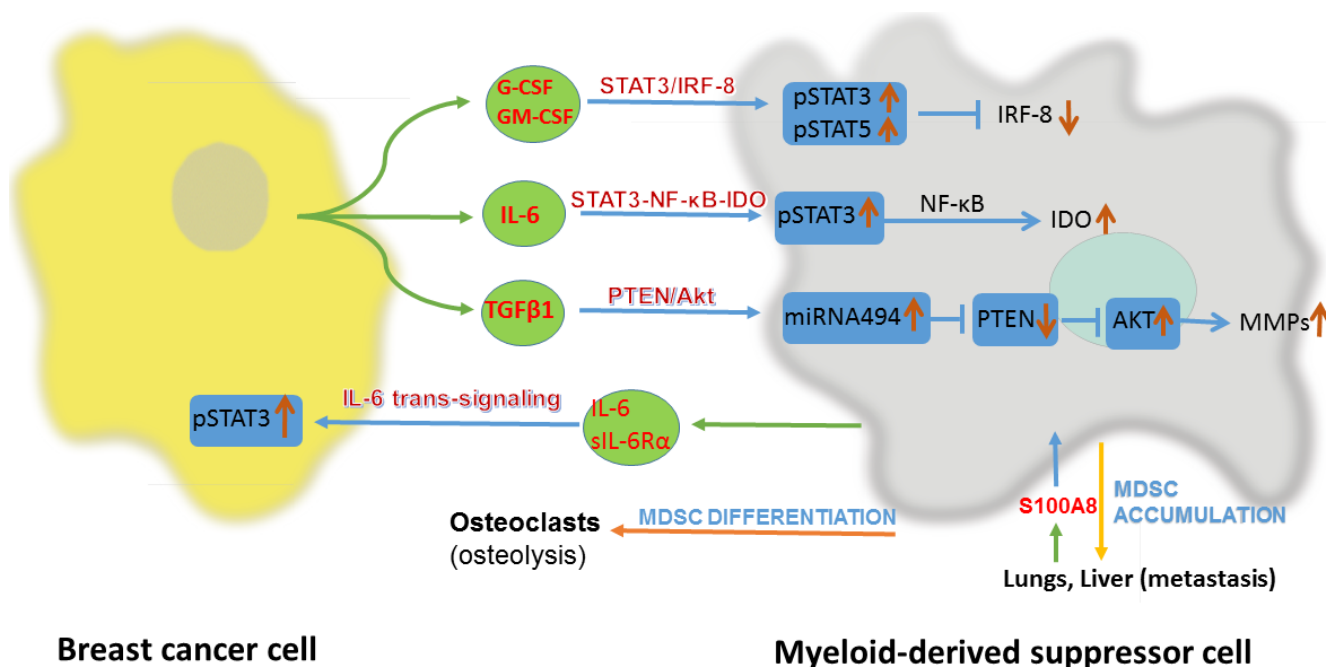 G-CSF
GM-CSF
STAT3/IRF-8
pSTAT3
pSTAT5
IRF-8
IL-6
STAT3-NF-κB-IDO
pSTAT3
NF-κB
IDO
TGFβ1
PTEN/Akt
miRNA494
PTEN
AKT
MMPs
pSTAT3
IL-6 trans-signaling
IL-6
sIL-6Rα
Osteoclasts
(osteolysis)
MDSC DIFFERENTIATION
S100A8
MDSC
ACCUMULATION
Lungs, Liver (metastasis)
Breast cancer cell
Myeloid-derived suppressor cell